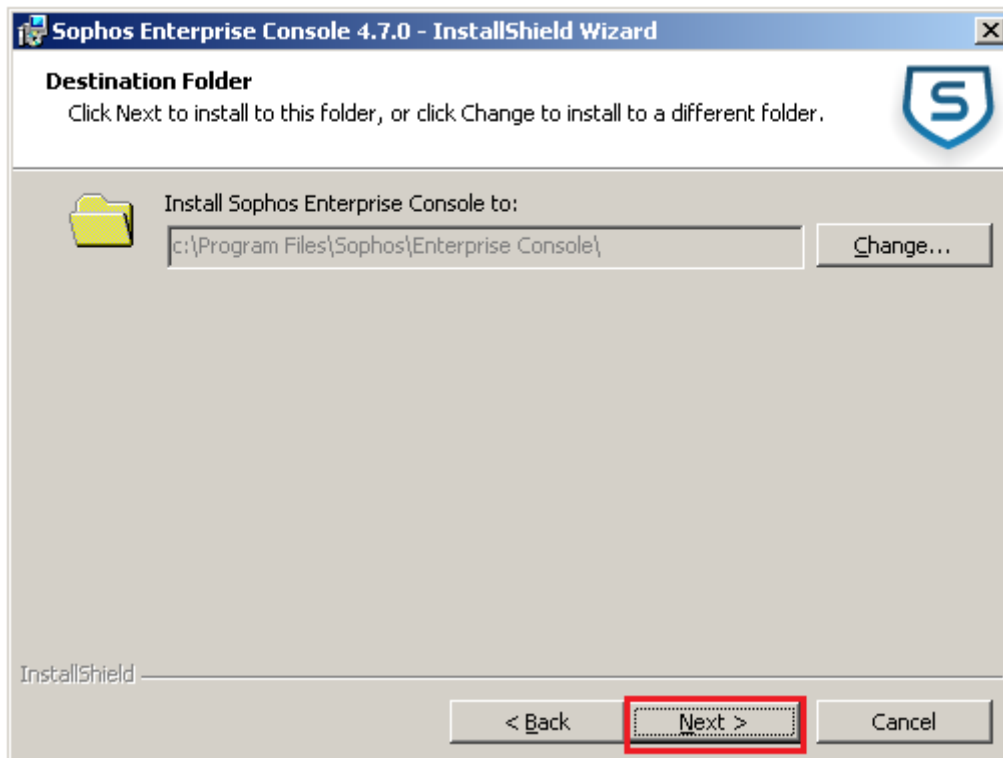 Sophos Enterprise Console 4.7.0 - InstallShield Wizard
Destination Folder
Click Next to install to this folder, or click Change to install to a different folder.
S
Install Sophos Enterprise Console to:
c:\Program Files\Sophos\Enterprise Console\
Change...
InstallShield
< Back
Next >
Cancel